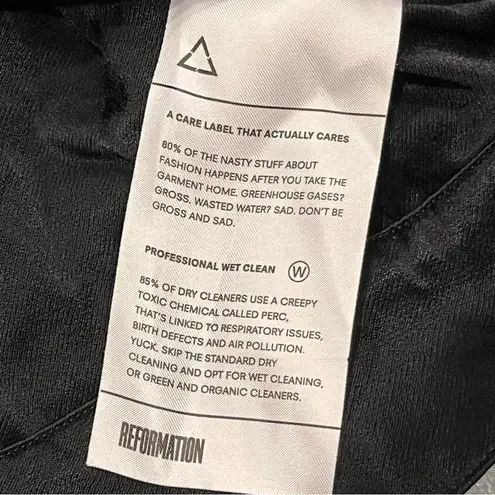 A CARE LABEL THAT ACTUALLY CARES
80% OF THE NASTY STUFF ABOUT
FASHION HAPPENS AFTER YOU TAKE THE
GARMENT HOME. GREENHOUSE GASES?
GROSS. WASTED WATER? SAD. DON'T BE
GROSS AND SAD.
PROFESSIONAL WET CLEAN W
85% OF DRY CLEANERS USE A CREEPY
TOXIC CHEMICAL CALLED PERC,
THAT'S LINKED TO RESPIRATORY ISSUES,
BIRTH DEFECTS AND AIR POLLUTION.
YUCK. SKIP THE STANDARD DRY
CLEANING AND OPT FOR WET CLEANING,
OR GREEN AND ORGANIC CLEANERS.
REFORMATION